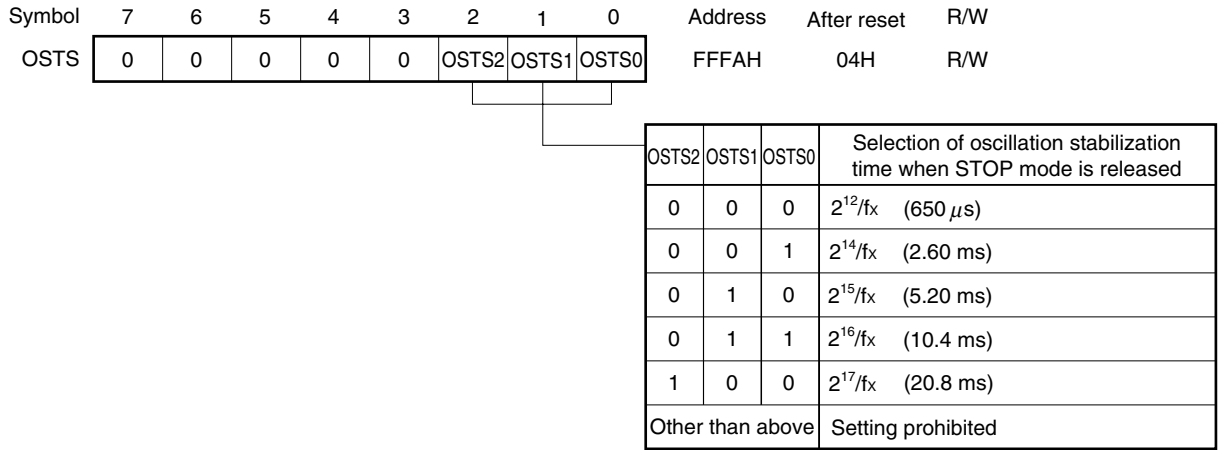 Symbol 7 6 5 4 3 2 1 0 Address After reset R/W
OSTS 0 0 0 0 0 OSTS2 OSTS1 OSTS0 FFFAH 04H R/W
OSTS2 OSTS1 OSTS0 Selection of oscillation stabilization
time when STOP mode is released
0 0 0 2¹²/fx (650 μs)
0 0 1 2¹⁴/fx (2.60 ms)
0 1 0 2¹⁵/fx (5.20 ms)
0 1 1 2¹⁶/fx (10.4 ms)
1 0 0 2¹⁷/fx (20.8 ms)
Other than above Setting prohibited